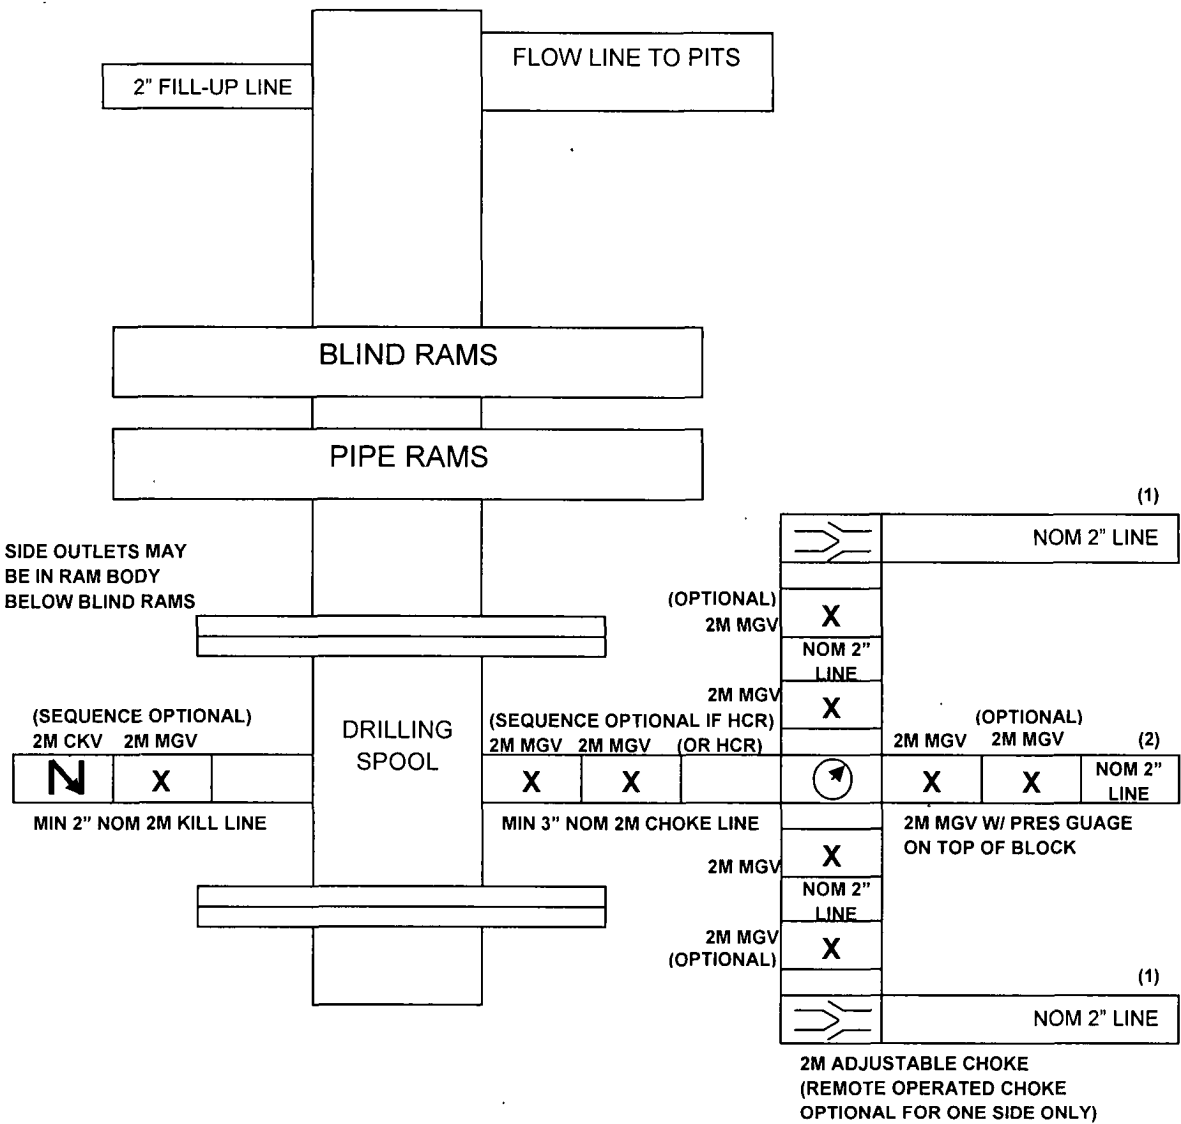 FLOW LINE TO PITS
2" FILL-UP LINE
BLIND RAMS
PIPE RAMS
(1)
NOM 2" LINE
SIDE OUTLETS MAY
BE IN RAM BODY
BELOW BLIND RAMS
(OPTIONAL)
2M MGV
X
NOM 2"
LINE
2M MGV
X
(SEQUENCE OPTIONAL)
2M CKV 2M MGV
X
DRILLING
SPOOL
(SEQUENCE OPTIONAL IF HCR)
2M MGV 2M MGV (OR HCR)
X X
(OPTIONAL)
2M MGV 2M MGV (2)
X X
NOM 2"
LINE
MIN 2" NOM 2M KILL LINE
MIN 3" NOM 2M CHOKE LINE
2M MGV W/ PRES GUAGE
ON TOP OF BLOCK
2M MGV
X
NOM 2"
LINE
2M MGV
(OPTIONAL)
X
(1)
NOM 2" LINE
2M ADJUSTABLE CHOKE
(REMOTE OPERATED CHOKE
OPTIONAL FOR ONE SIDE ONLY)